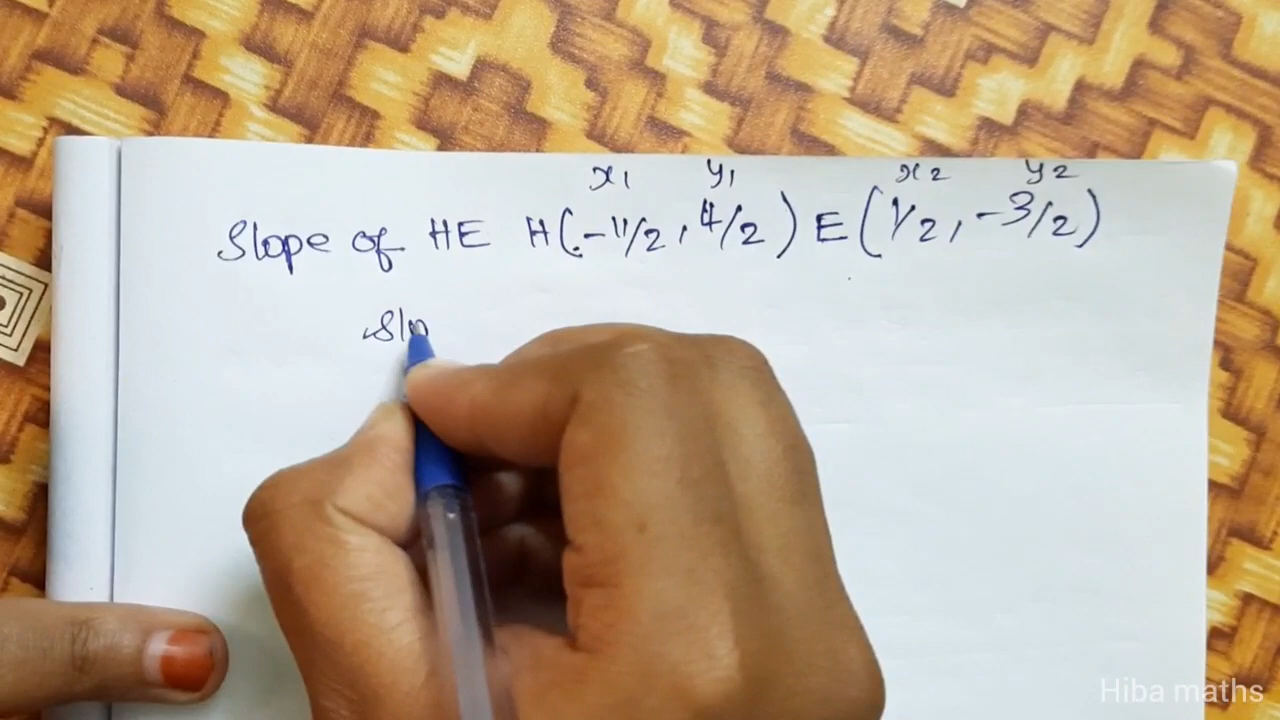 x1 y1 x2 y2
Slope of HE H(-11/2, 4/2) E(1/2, -3/2)
Slo
Hiba maths